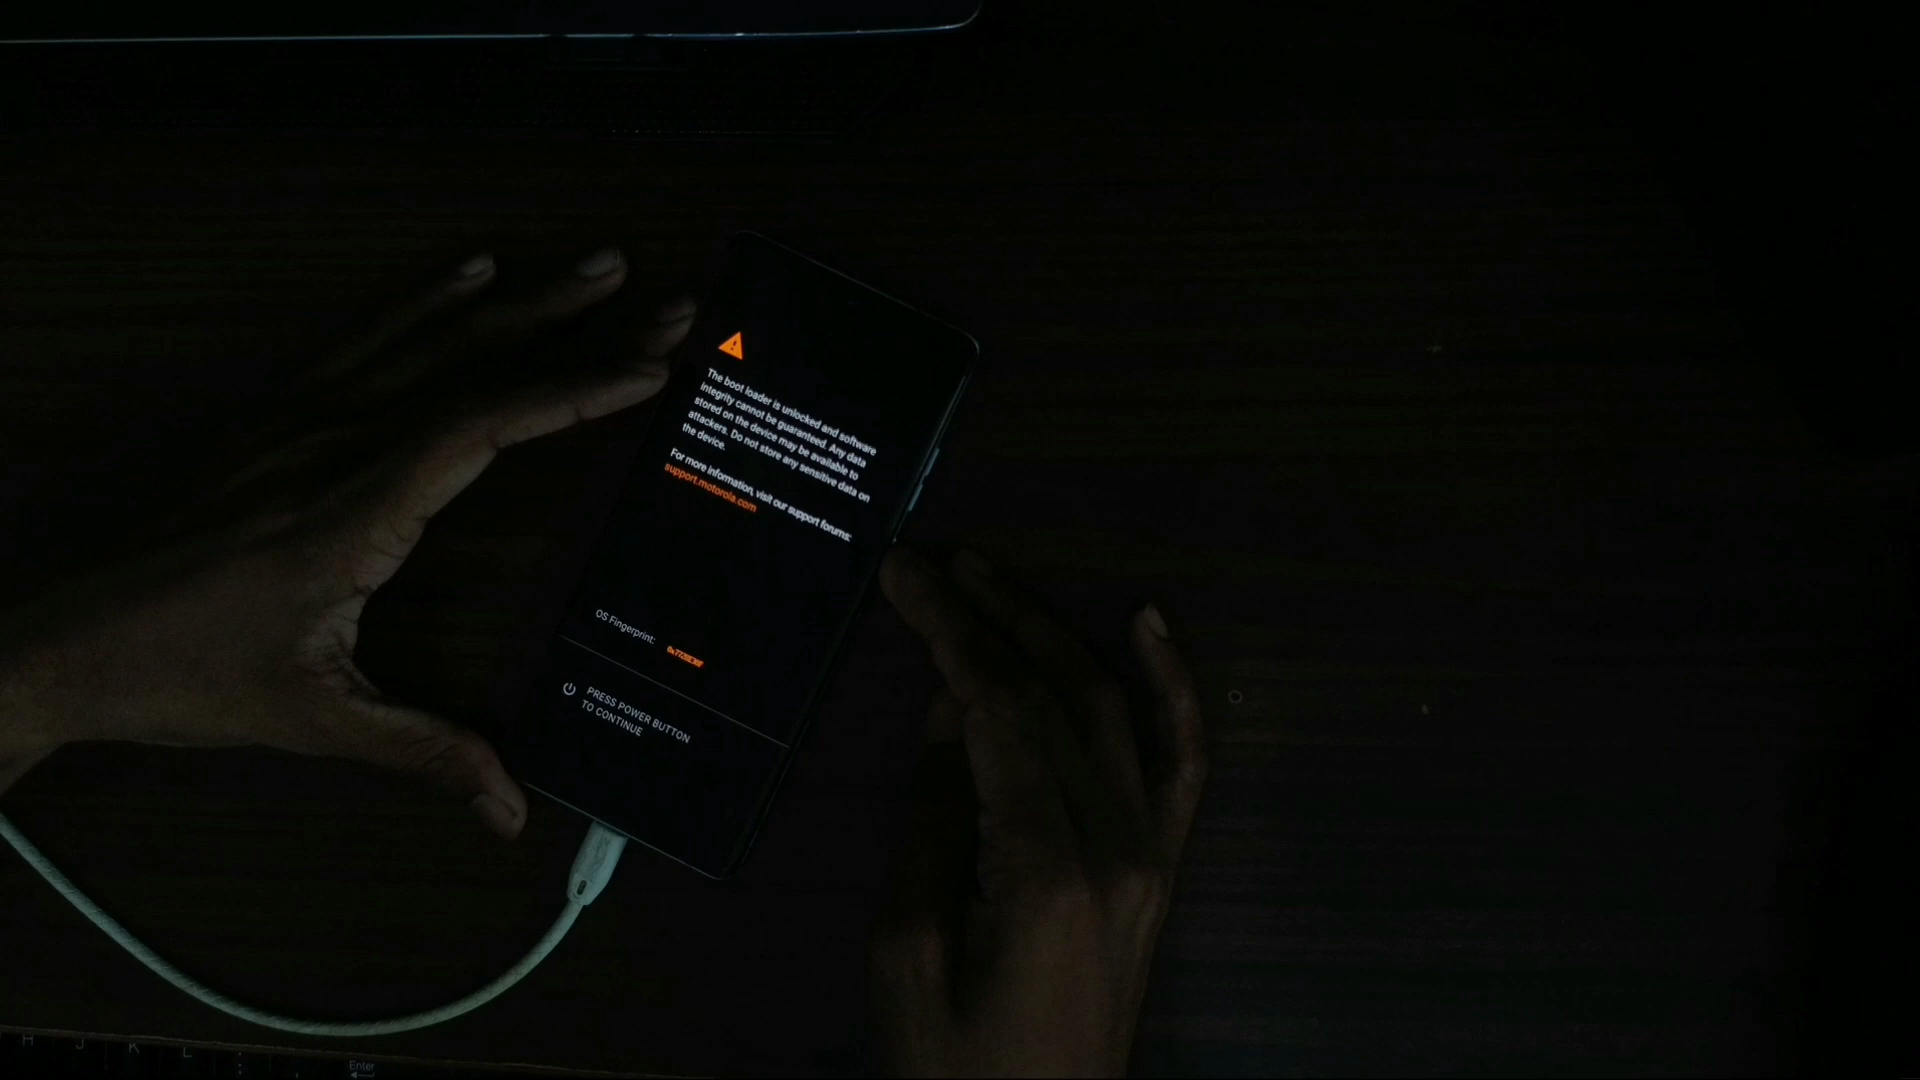 The boot loader is unlocked and software
integrity cannot be guaranteed. Any data
stored on the device may be available to
attackers. Do not store any sensitive data on
the device.
For more information, visit our support forums:
support.motorola.com
OS Fingerprint:
PRESS POWER BUTTON
TO CONTINUE
H J K L : Enter